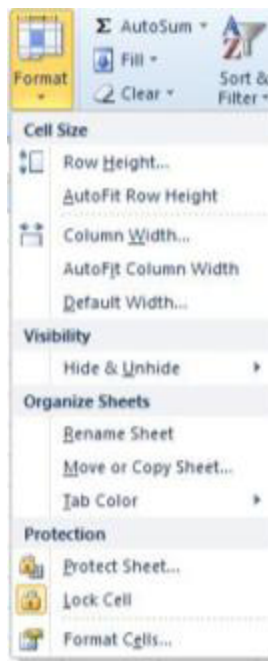 Σ AutoSum
Fill
Clear
Format
A
Z
Sort &
Filter
Cell Size
Row Height...
AutoFit Row Height
Column Width...
AutoFit Column Width
Default Width...
Visibility
Hide & Unhide
Organize Sheets
Rename Sheet
Move or Copy Sheet...
Tab Color
Protection
Protect Sheet...
Lock Cell
Format Cells...